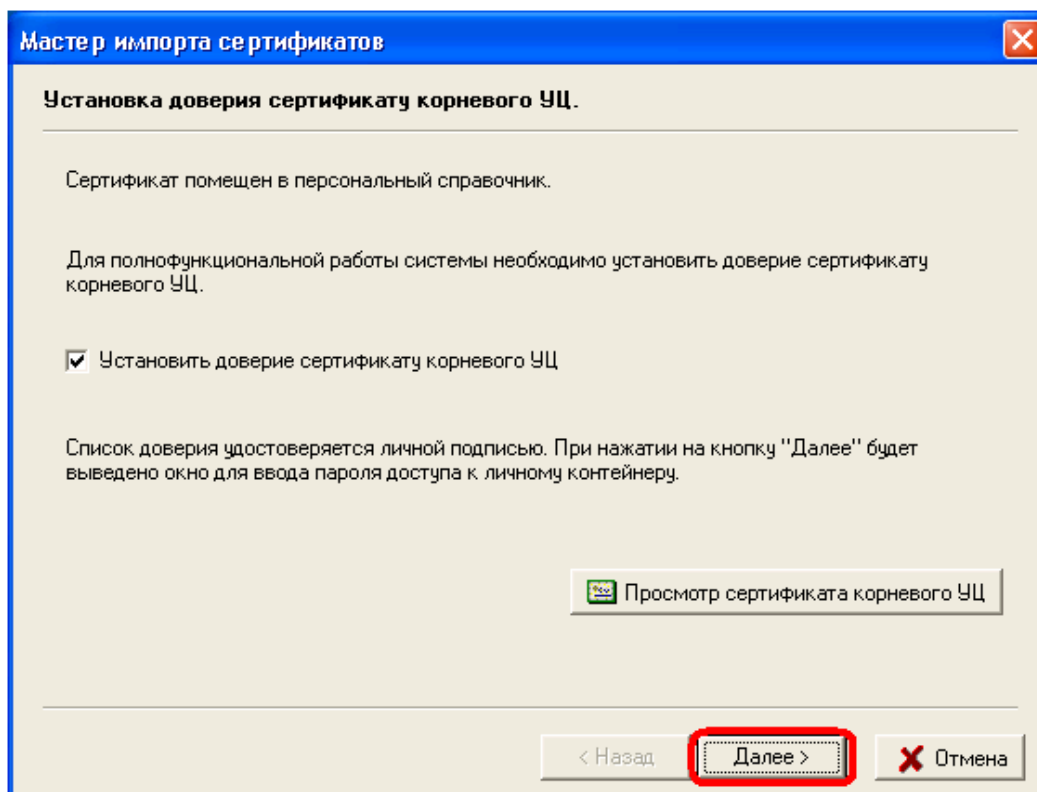 Мастер импорта сертификатов
Установка доверия сертификату корневого УЦ.
Сертификат помещен в персональный справочник.
Для полнофункциональной работы системы необходимо установить доверие сертификату
корневого УЦ.
Установить доверие сертификату корневого УЦ
Список доверия удостоверяется личной подписью. При нажатии на кнопку "Далее" будет
выведено окно для ввода пароля доступа к личному контейнеру.
Просмотр сертификата корневого УЦ
< Назад
Далее >
Отмена